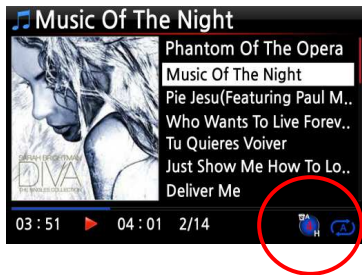 Music Of The Night
Phantom Of The Opera
Music Of The Night
Pie Jesu(Featuring Paul M..
Who Wants To Live Forev..
Tu Quieres Voiver
Just Show Me How To Lo..
Deliver Me
SARAH BRIGHTMAN
DIVA
THE SINGLES COLLECTION
03:51 04:01 2/14
A
H
A